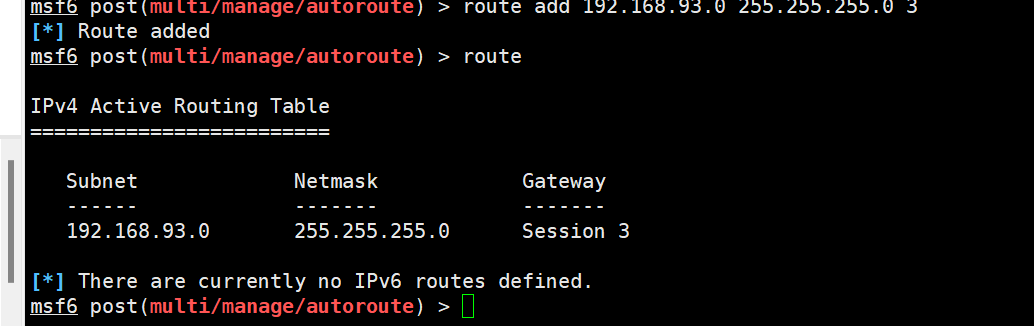 msf6 post(multi/manage/autoroute) > route add 192.168.93.0 255.255.255.0 3
[*] Route added
msf6 post(multi/manage/autoroute) > route
IPv4 Active Routing Table
=========================
Subnet Netmask Gateway
------ ------- -------
192.168.93.0 255.255.255.0 Session 3
[*] There are currently no IPv6 routes defined.
msf6 post(multi/manage/autoroute) >